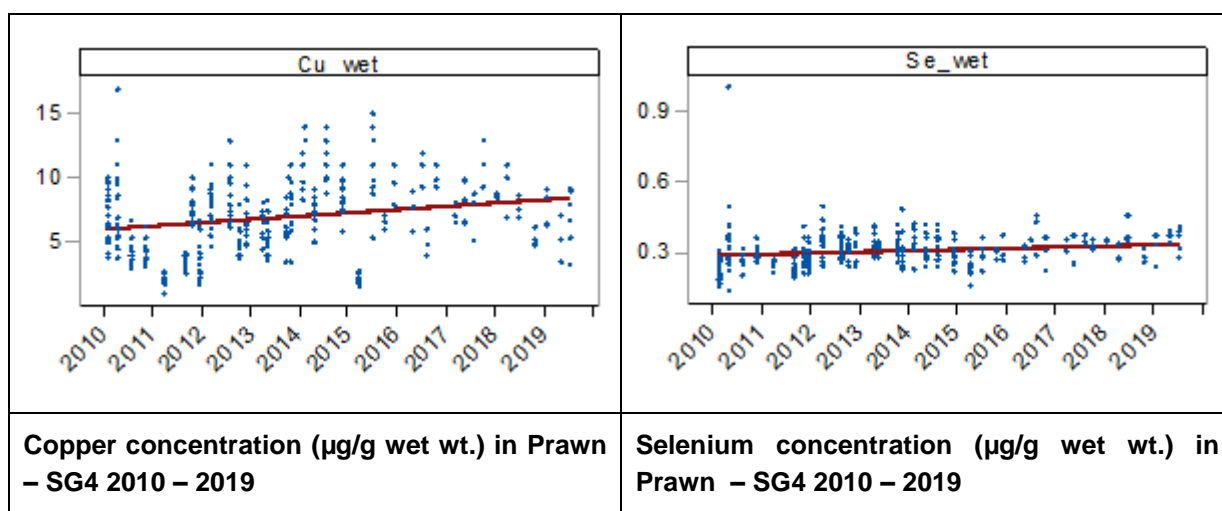 Cu_wet
15
10
5
2010 2011 2012 2013 2014 2015 2016 2017 2018 2019
Copper concentration (µg/g wet wt.) in Prawn
– SG4 2010 – 2019
Se_wet
0.9
0.6
0.3
2010 2011 2012 2013 2014 2015 2016 2017 2018 2019
Selenium concentration (µg/g wet wt.) in
Prawn – SG4 2010 – 2019